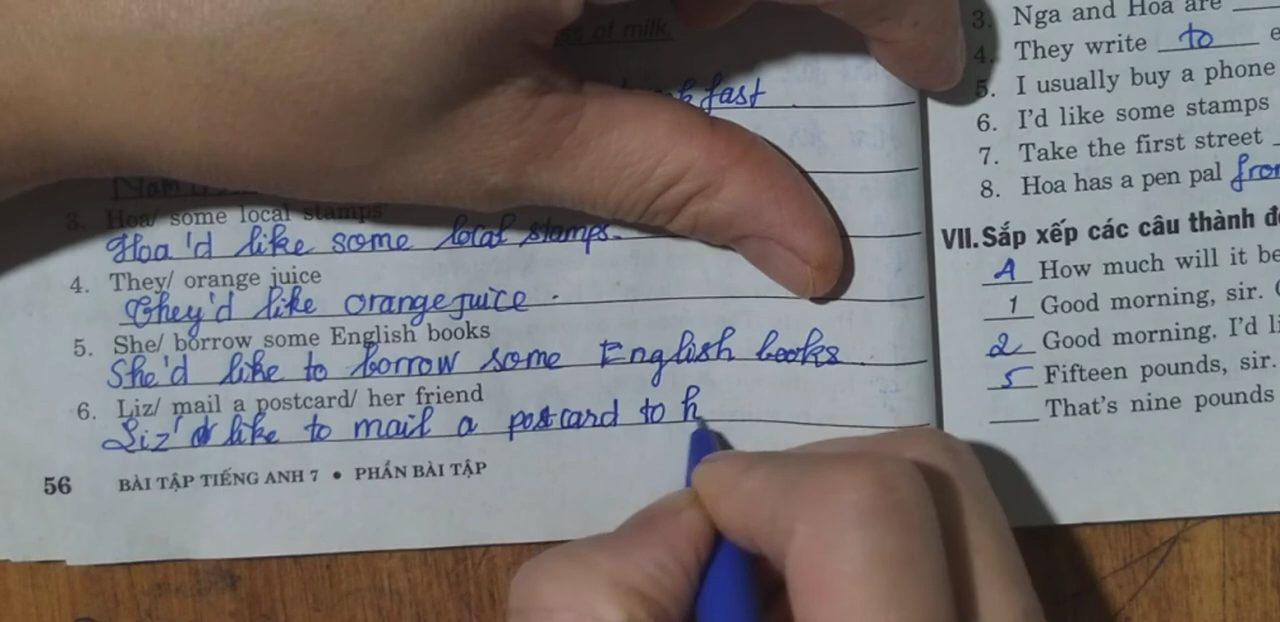 of milk.
fast
Nam
3. Hoa/ some local stamps
Hoa'd like some local stamps.
4. They/ orange juice
They'd like orange juice.
5. She/ borrow some English books
She'd like to borrow some English books
6. Liz/ mail a postcard/ her friend
Liz'd like to mail a postcard to h
56 BÀI TẬP TIẾNG ANH 7 • PHẦN BÀI TẬP
3. Nga and Hoa are
4. They write to
5. I usually buy a phone
6. I'd like some stamps
7. Take the first street
8. Hoa has a pen pal from
VII. Sắp xếp các câu thành
4 How much will it be
1 Good morning, sir.
2 Good morning. I'd li
5 Fifteen pounds, sir.
That's nine pounds